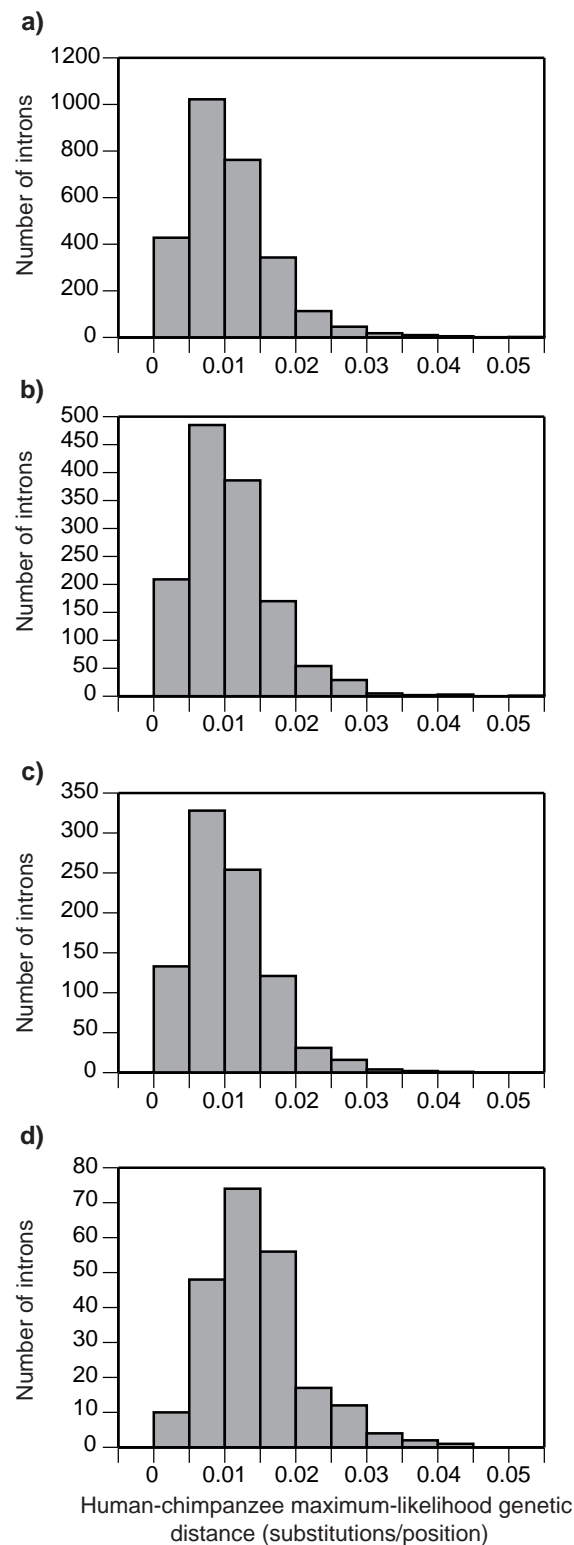 a)
Number of introns
1200
1000
800
600
400
200
0
0 0.01 0.02 0.03 0.04 0.05
b)
Number of introns
500
450
400
350
300
250
200
150
100
50
0
0 0.01 0.02 0.03 0.04 0.05
c)
Number of introns
350
300
250
200
150
100
50
0
0 0.01 0.02 0.03 0.04 0.05
d)
Number of introns
80
70
60
50
40
30
20
10
0
0 0.01 0.02 0.03 0.04 0.05
Human-chimpanzee maximum-likelihood genetic
distance (substitutions/position)